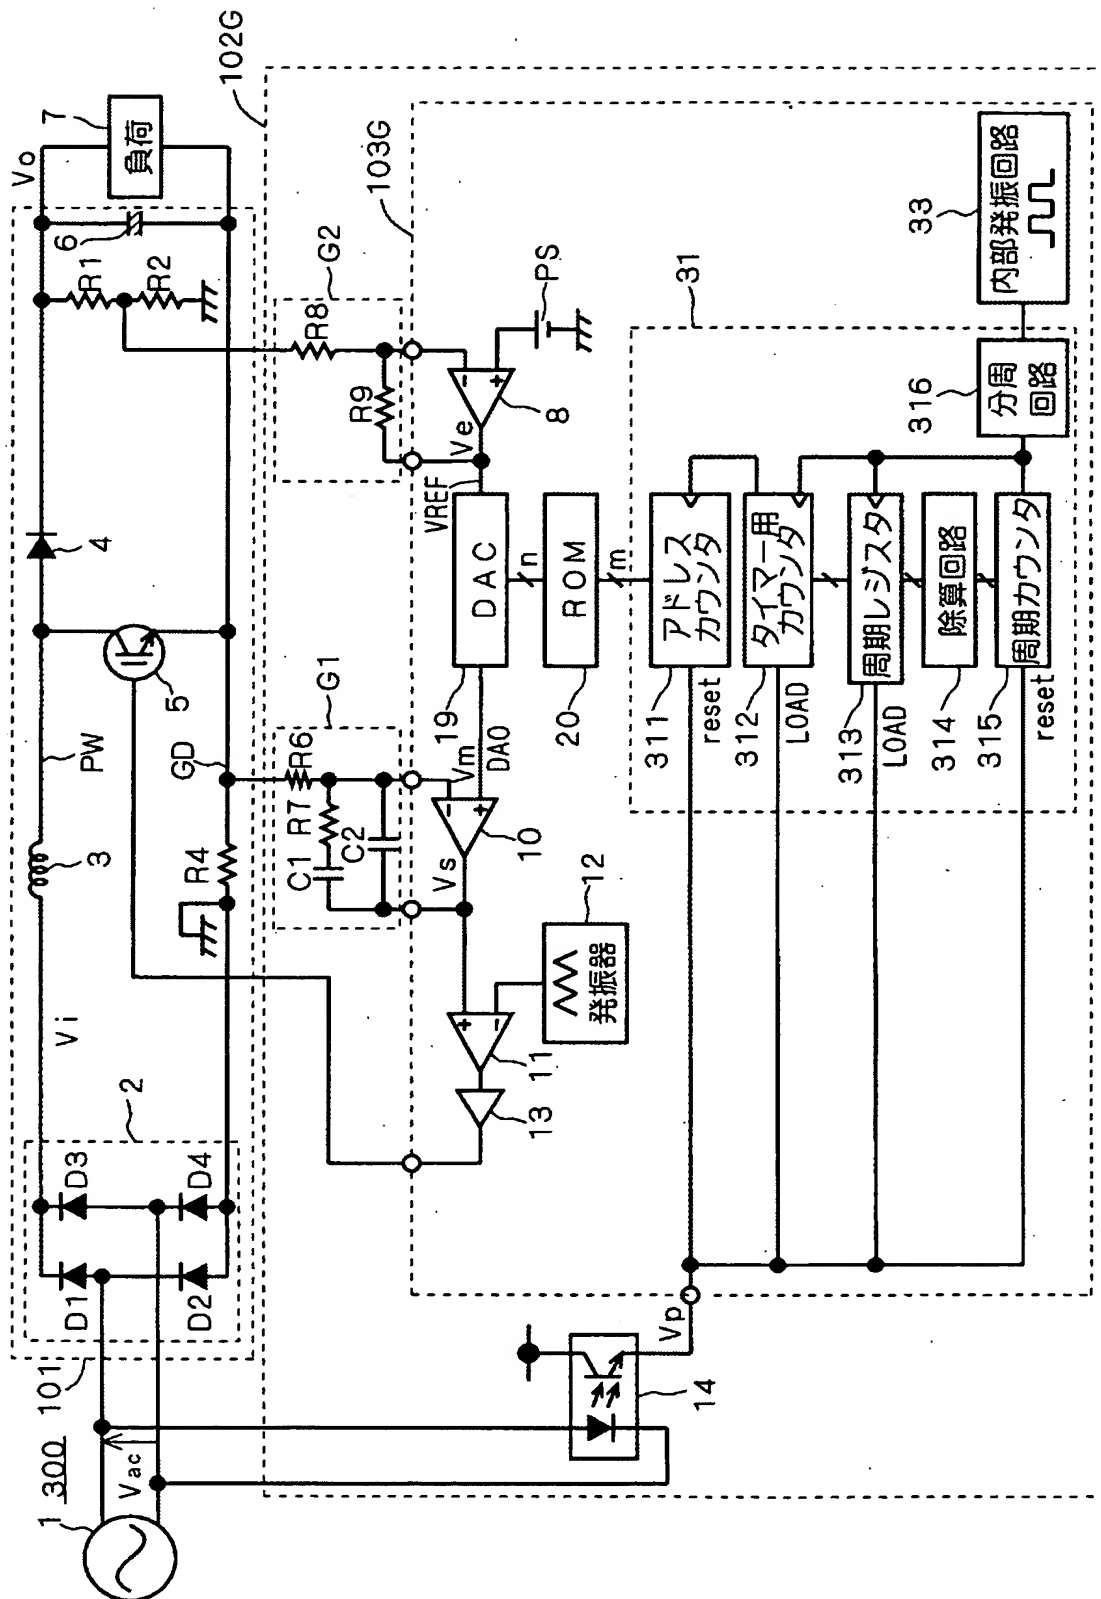 300
1
Vac
101
D1
D3
D2
D4
2
Vi
3
PW
R4
GD
5
4
R1
R2
6
Vo
7
負荷
102G
G1
R6
R7
C1
C2
G2
R8
R9
103G
Vm
Vs
10
11
12
発振器
13
DAO
19
DAC
VREF
Ve
8
PS
n
20
ROM
m
31
311
アドレス
カウンタ
reset
312
タイマー用
カウンタ
LOAD
313
周期レジスタ
LOAD
314
除算回路
315
周期カウンタ
reset
316
分周
回路
33
内部発振回路
14
Vp